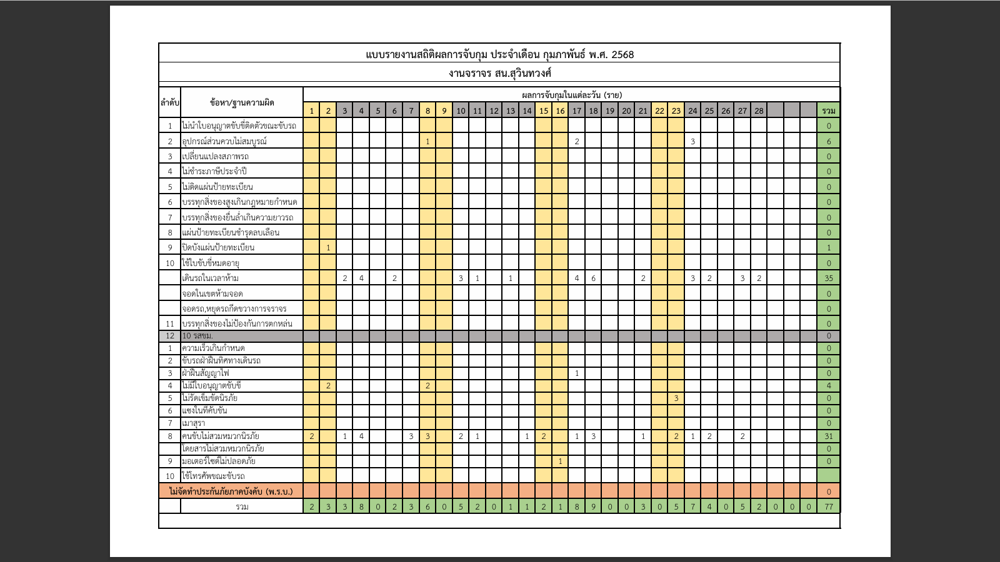 แบบรายงานสถิติผลการจับกุม ประจำเดือน กุมภาพันธ์ พ.ศ. 2568
งานจราจร สน.สุวินทวงศ์
ลำดับ ข้อหา/ฐานความผิด ผลการจับกุมในแต่ละวัน (ราย)
1 2 3 4 5 6 7 8 9 10 11 12 13 14 15 16 17 18 19 20 21 22 23 24 25 26 27 28 รวม
1 ไม่นำใบอนุญาตขับขี่ติดตัวขณะขับรถ 0
2 อุปกรณ์ส่วนควบไม่สมบูรณ์ 1 2 3 6
3 เปลี่ยนแปลงสภาพรถ 0
4 ไม่ชำระภาษีประจำปี 0
5 ไม่ติดแผ่นป้ายทะเบียน 0
6 บรรทุกสิ่งของสูงเกินกฎหมายกำหนด 0
7 บรรทุกสิ่งของยื่นล้ำเกินความยาวรถ 0
8 แผ่นป้ายทะเบียนชำรุดลบเลือน 0
9 ปิดบังแผ่นป้ายทะเบียน 1 1
10 ใช้ใบขับขี่หมดอายุ 0
เดินรถในเวลาห้าม 2 4 2 3 1 1 4 6 2 3 2 3 2 35
จอดในเขตห้ามจอด 0
จอดรถ,หยุดรถกีดขวางการจราจร 0
11 บรรทุกสิ่งของไม่ป้องกันการตกหล่น 0
12 10 รสขม. 0
1 ความเร็วเกินกำหนด 0
2 ขับรถฝ่าฝืนทิศทางเดินรถ 0
3 ฝ่าฝืนสัญญาไฟ 1 0
4 ไม่มีใบอนุญาตขับขี่ 2 2 4
5 ไม่รัดเข็มขัดนิรภัย 3 0
6 แซงในที่คับขัน 0
7 เมาสุรา 0
8 คนขับไม่สวมหมวกนิรภัย 2 1 4 3 3 2 1 1 2 1 3 1 2 1 2 2 31
โดยสารไม่สวมหมวกนิรภัย 0
9 มอเตอร์ไซต์ไม่ปลอดภัย 1 0
10 ใช้โทรศัพขณะขับรถ
ไม่จัดทำประกันภัยภาคบังคับ (พ.ร.บ.) 0
รวม 2 3 3 8 0 2 3 6 0 5 2 0 1 1 2 1 8 9 0 0 3 0 5 7 4 0 5 2 0 0 0 77